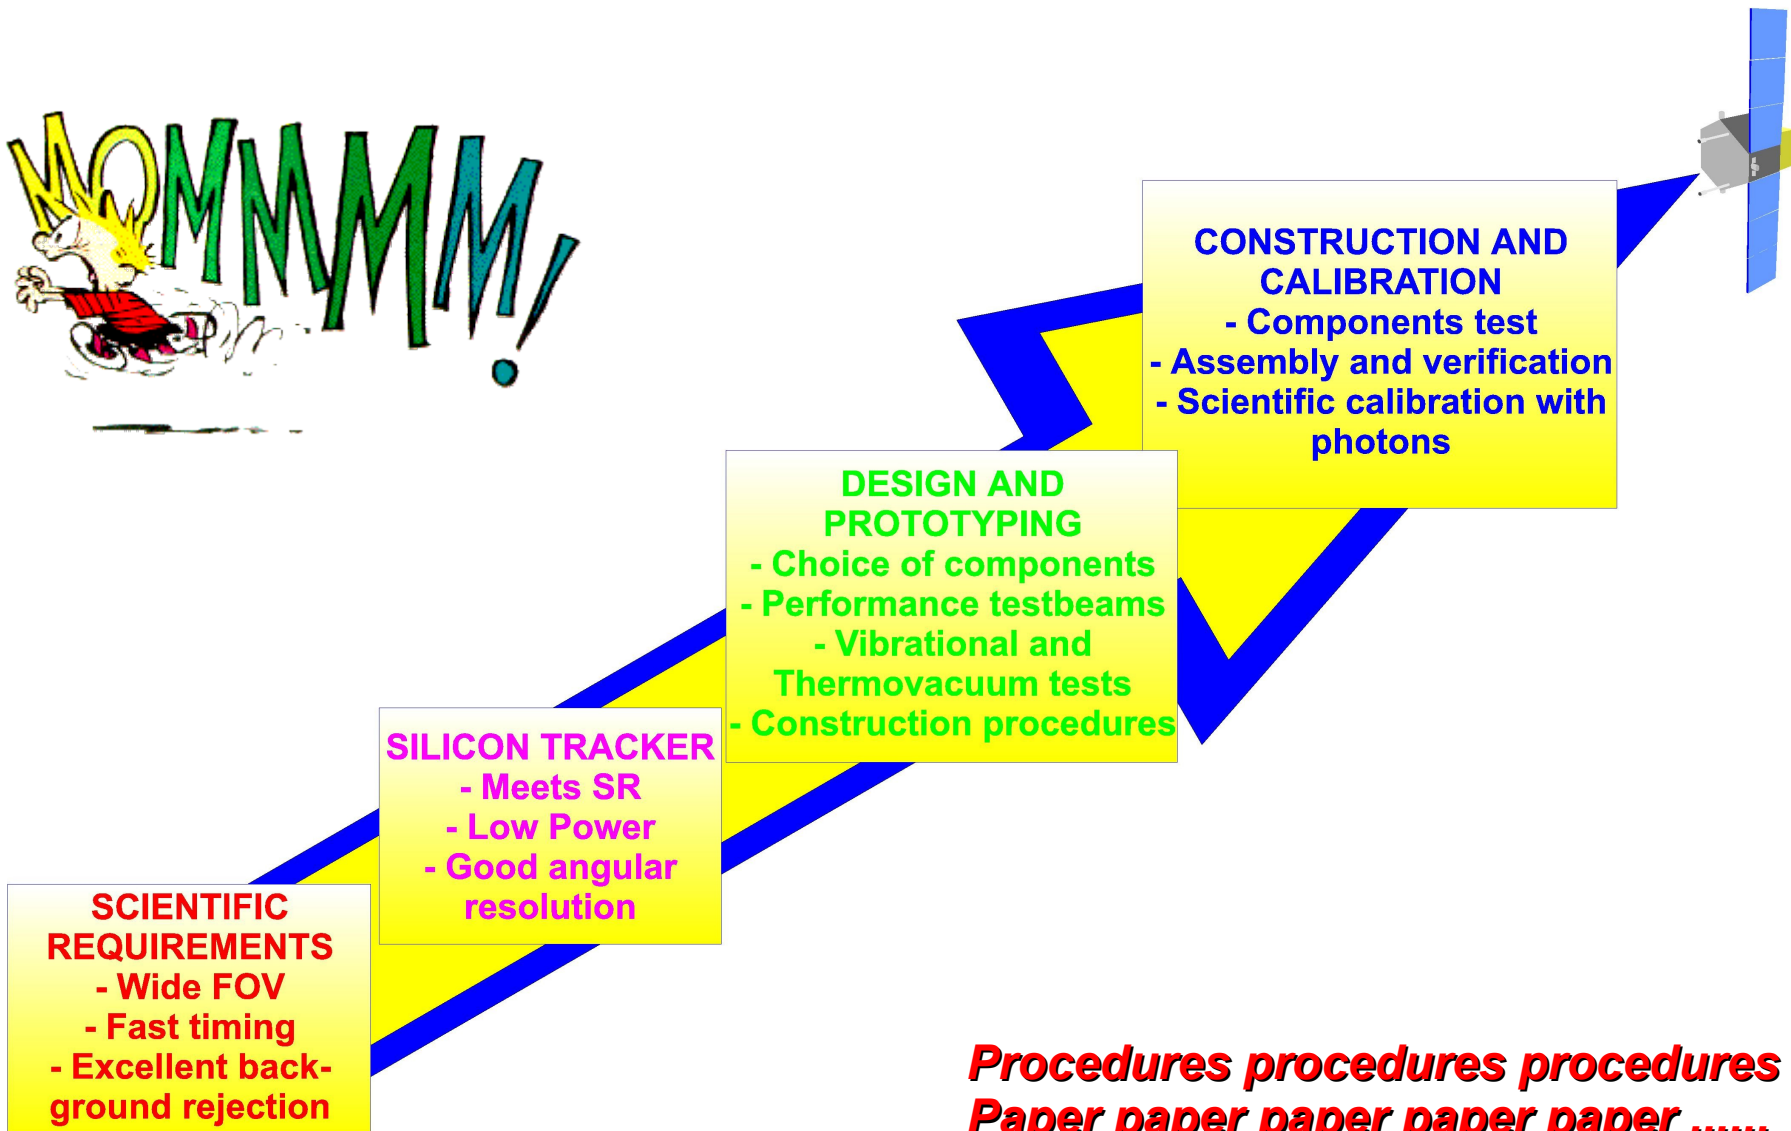 MOMMMMM!
CONSTRUCTION AND
CALIBRATION
- Components test
- Assembly and verification
- Scientific calibration with
photons
DESIGN AND
PROTOTYPING
- Choice of components
- Performance testbeams
- Vibrational and
Thermovacuum tests
- Construction procedures
SILICON TRACKER
- Meets SR
- Low Power
- Good angular
resolution
SCIENTIFIC
REQUIREMENTS
- Wide FOV
- Fast timing
- Excellent back-
ground rejection
Procedures procedures procedures
Paper paper paper paper paper ......